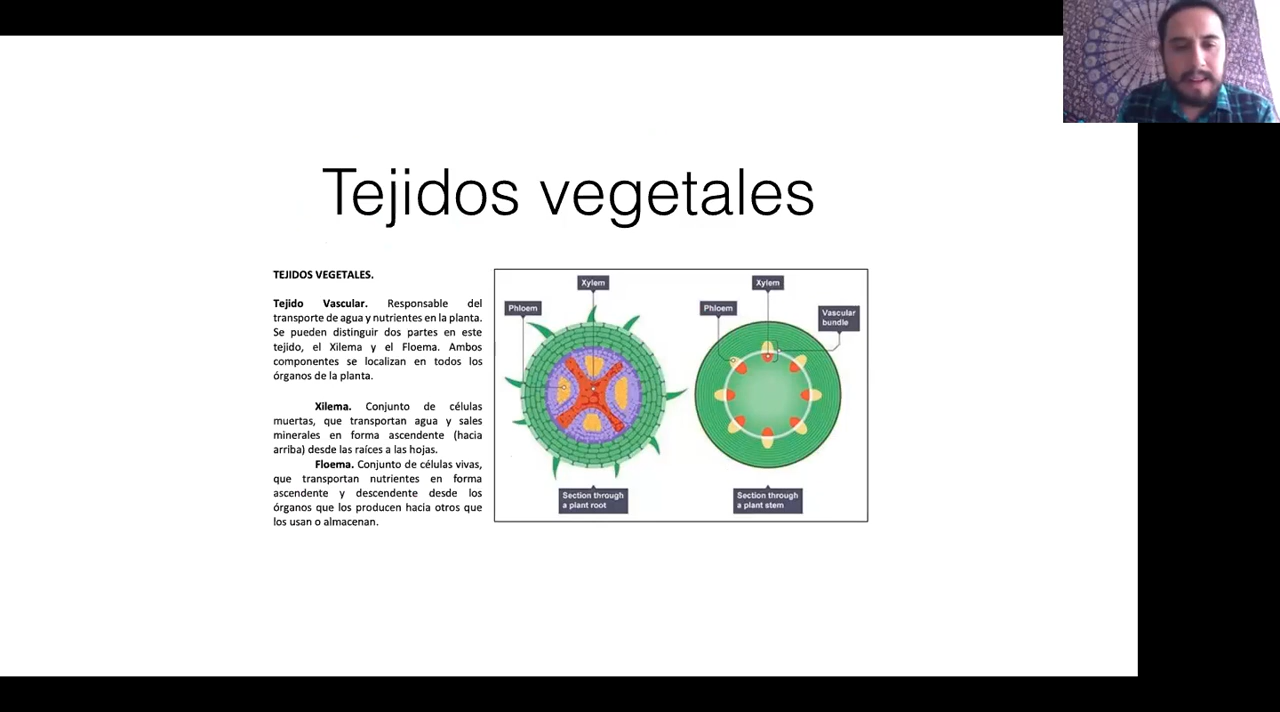 Tejidos vegetales
TEJIDOS VEGETALES.
Tejido Vascular. Responsable del
transporte de agua y nutrientes en la planta.
Se pueden distinguir dos partes en este
tejido, el Xilema y el Floema. Ambos
componentes se localizan en todos los
órganos de la planta.
Xilema. Conjunto de células
muertas, que transportan agua y sales
minerales en forma ascendente (hacia
arriba) desde las raíces a las hojas.
Floema. Conjunto de células vivas,
que transportan nutrientes en forma
ascendente y descendente desde los
órganos que los producen hacia otros que
los usan o almacenan.
Xylem
Phloem
Section through
a plant root
Xylem
Phloem
Vascular
bundle
Section through
a plant stem